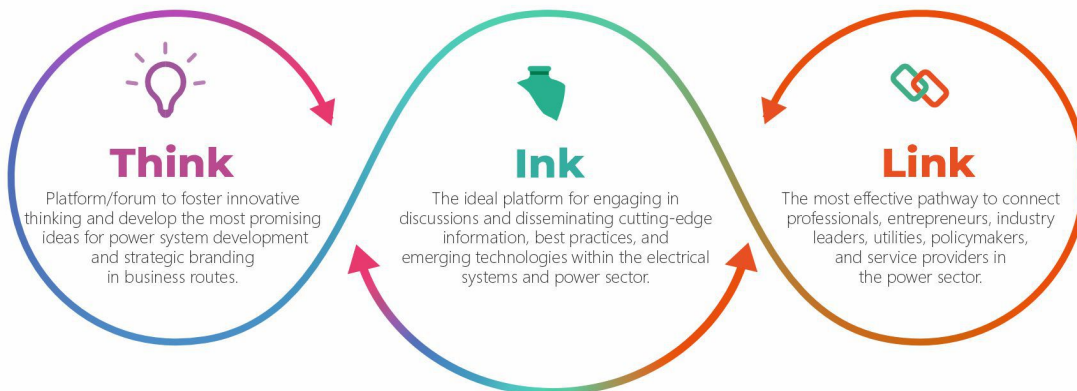 Think
Platform/forum to foster innovative
thinking and develop the most promising
ideas for power system development
and strategic branding
in business routes.
Ink
The ideal platform for engaging in
discussions and disseminating cutting-edge
information, best practices, and
emerging technologies within the electrical
systems and power sector.
Link
The most effective pathway to connect
professionals, entrepreneurs, industry
leaders, utilities, policymakers,
and service providers in
the power sector.